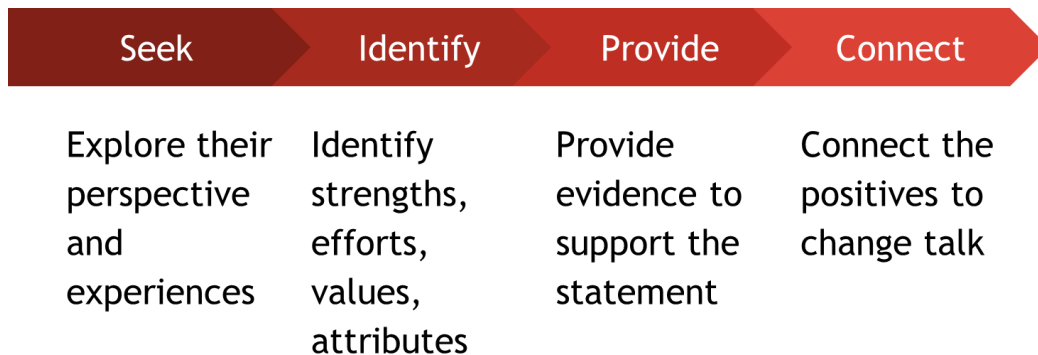 Seek
Identify
Provide
Connect
Explore their
perspective
and
experiences
Identify
strengths,
efforts,
values,
attributes
Provide
evidence to
support the
statement
Connect the
positives to
change talk